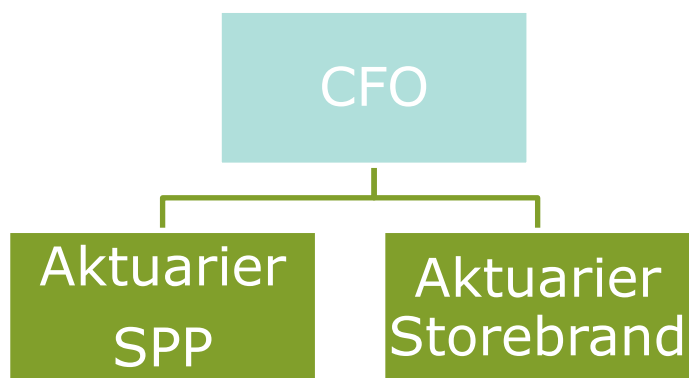 CFO
Aktuarier
SPP
Aktuarier
Storebrand